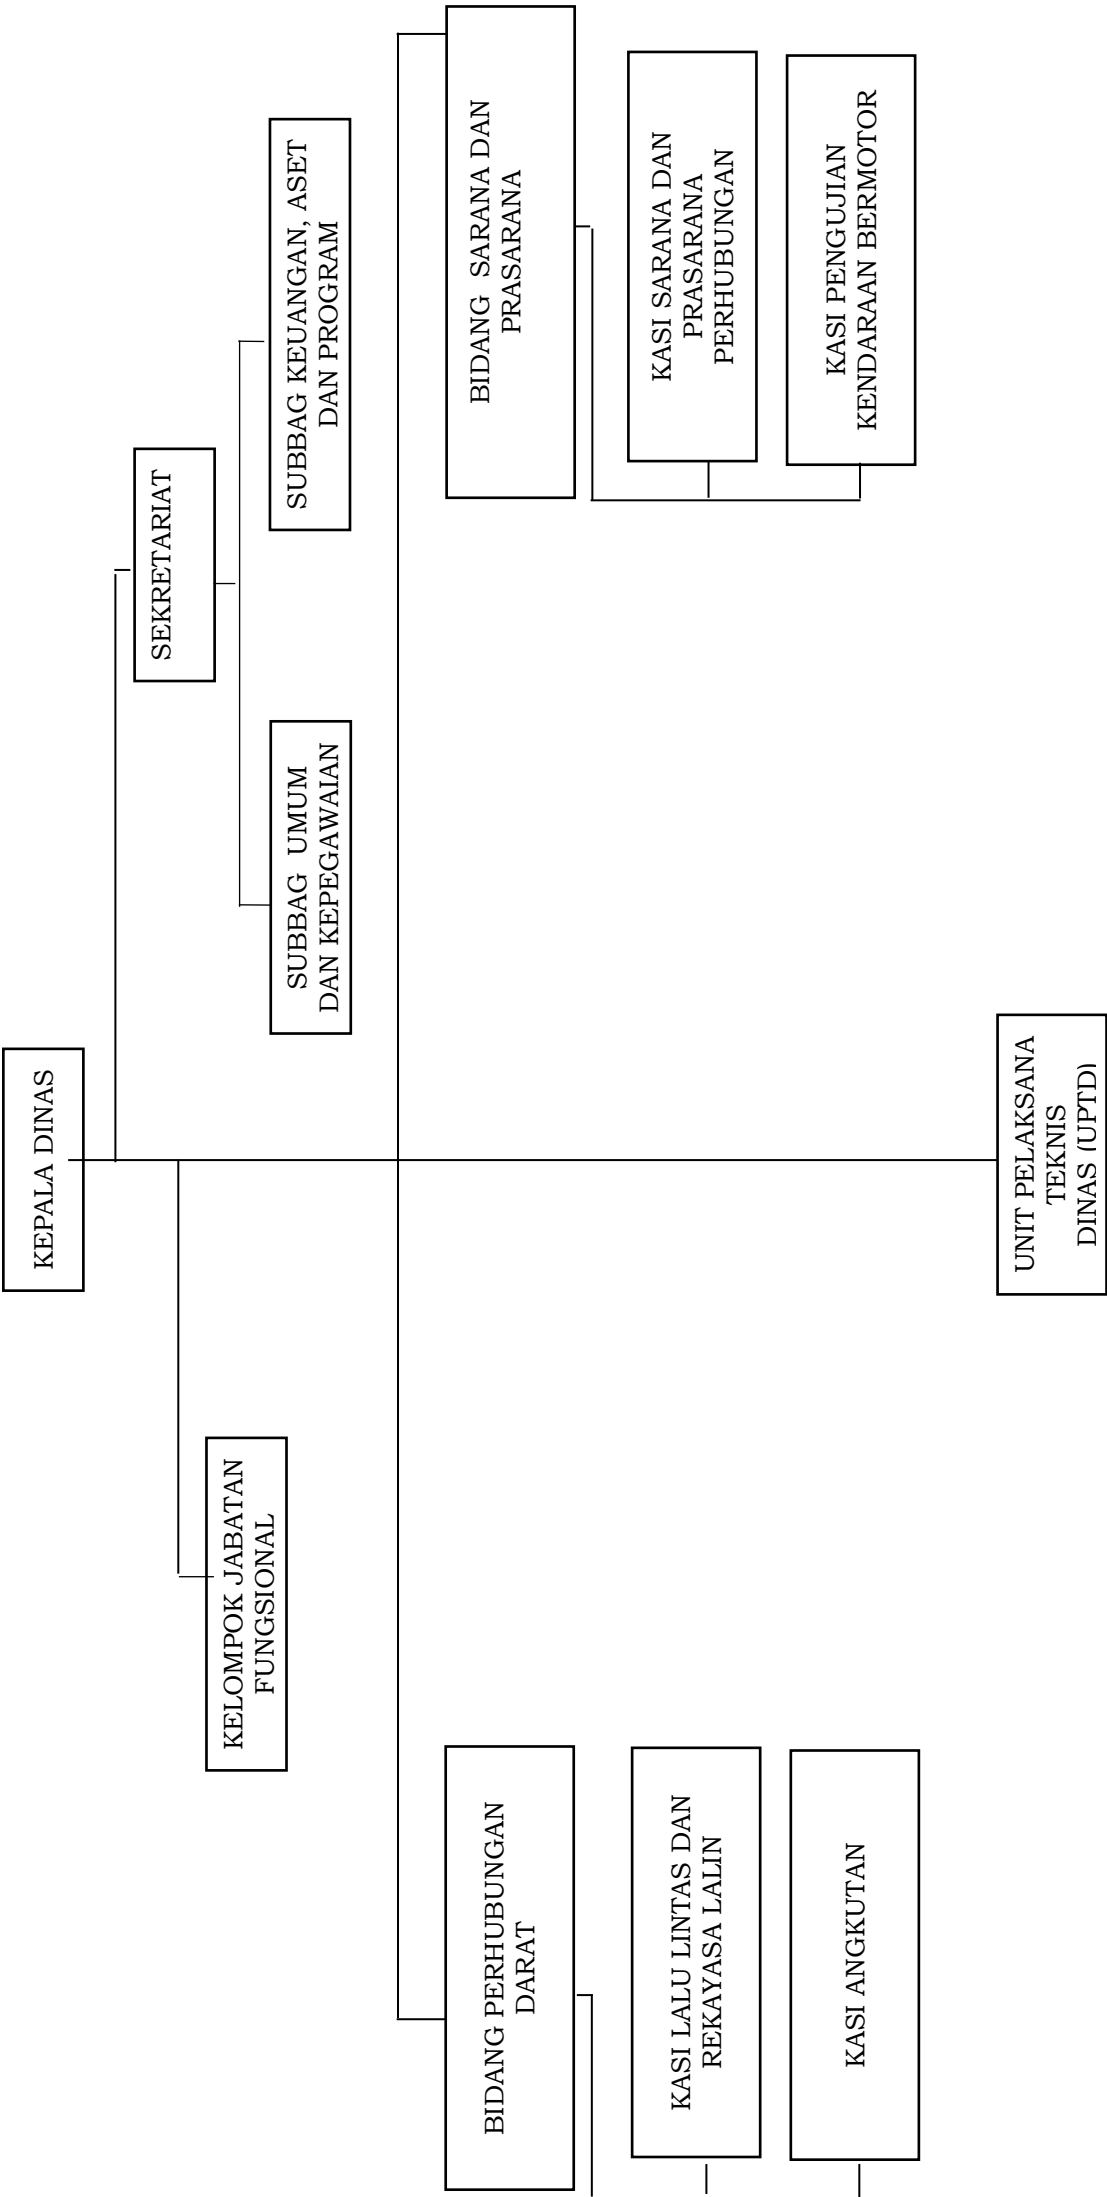 KEPALA DINAS
SEKRETARIAT
KELOMPOK JABATAN
FUNGSIONAL
SUBBAG  UMUM
DAN KEPEGAWAIAN
SUBBAG KEUANGAN, ASET
DAN PROGRAM
BIDANG PERHUBUNGAN
DARAT
BIDANG  SARANA DAN
PRASARANA
KASI LALU LINTAS DAN
REKAYASA LALIN
KASI SARANA DAN
PRASARANA
PERHUBUNGAN
KASI ANGKUTAN
KASI PENGUJIAN
KENDARAAN BERMOTOR
UNIT PELAKSANA
TEKNIS
DINAS (UPTD)